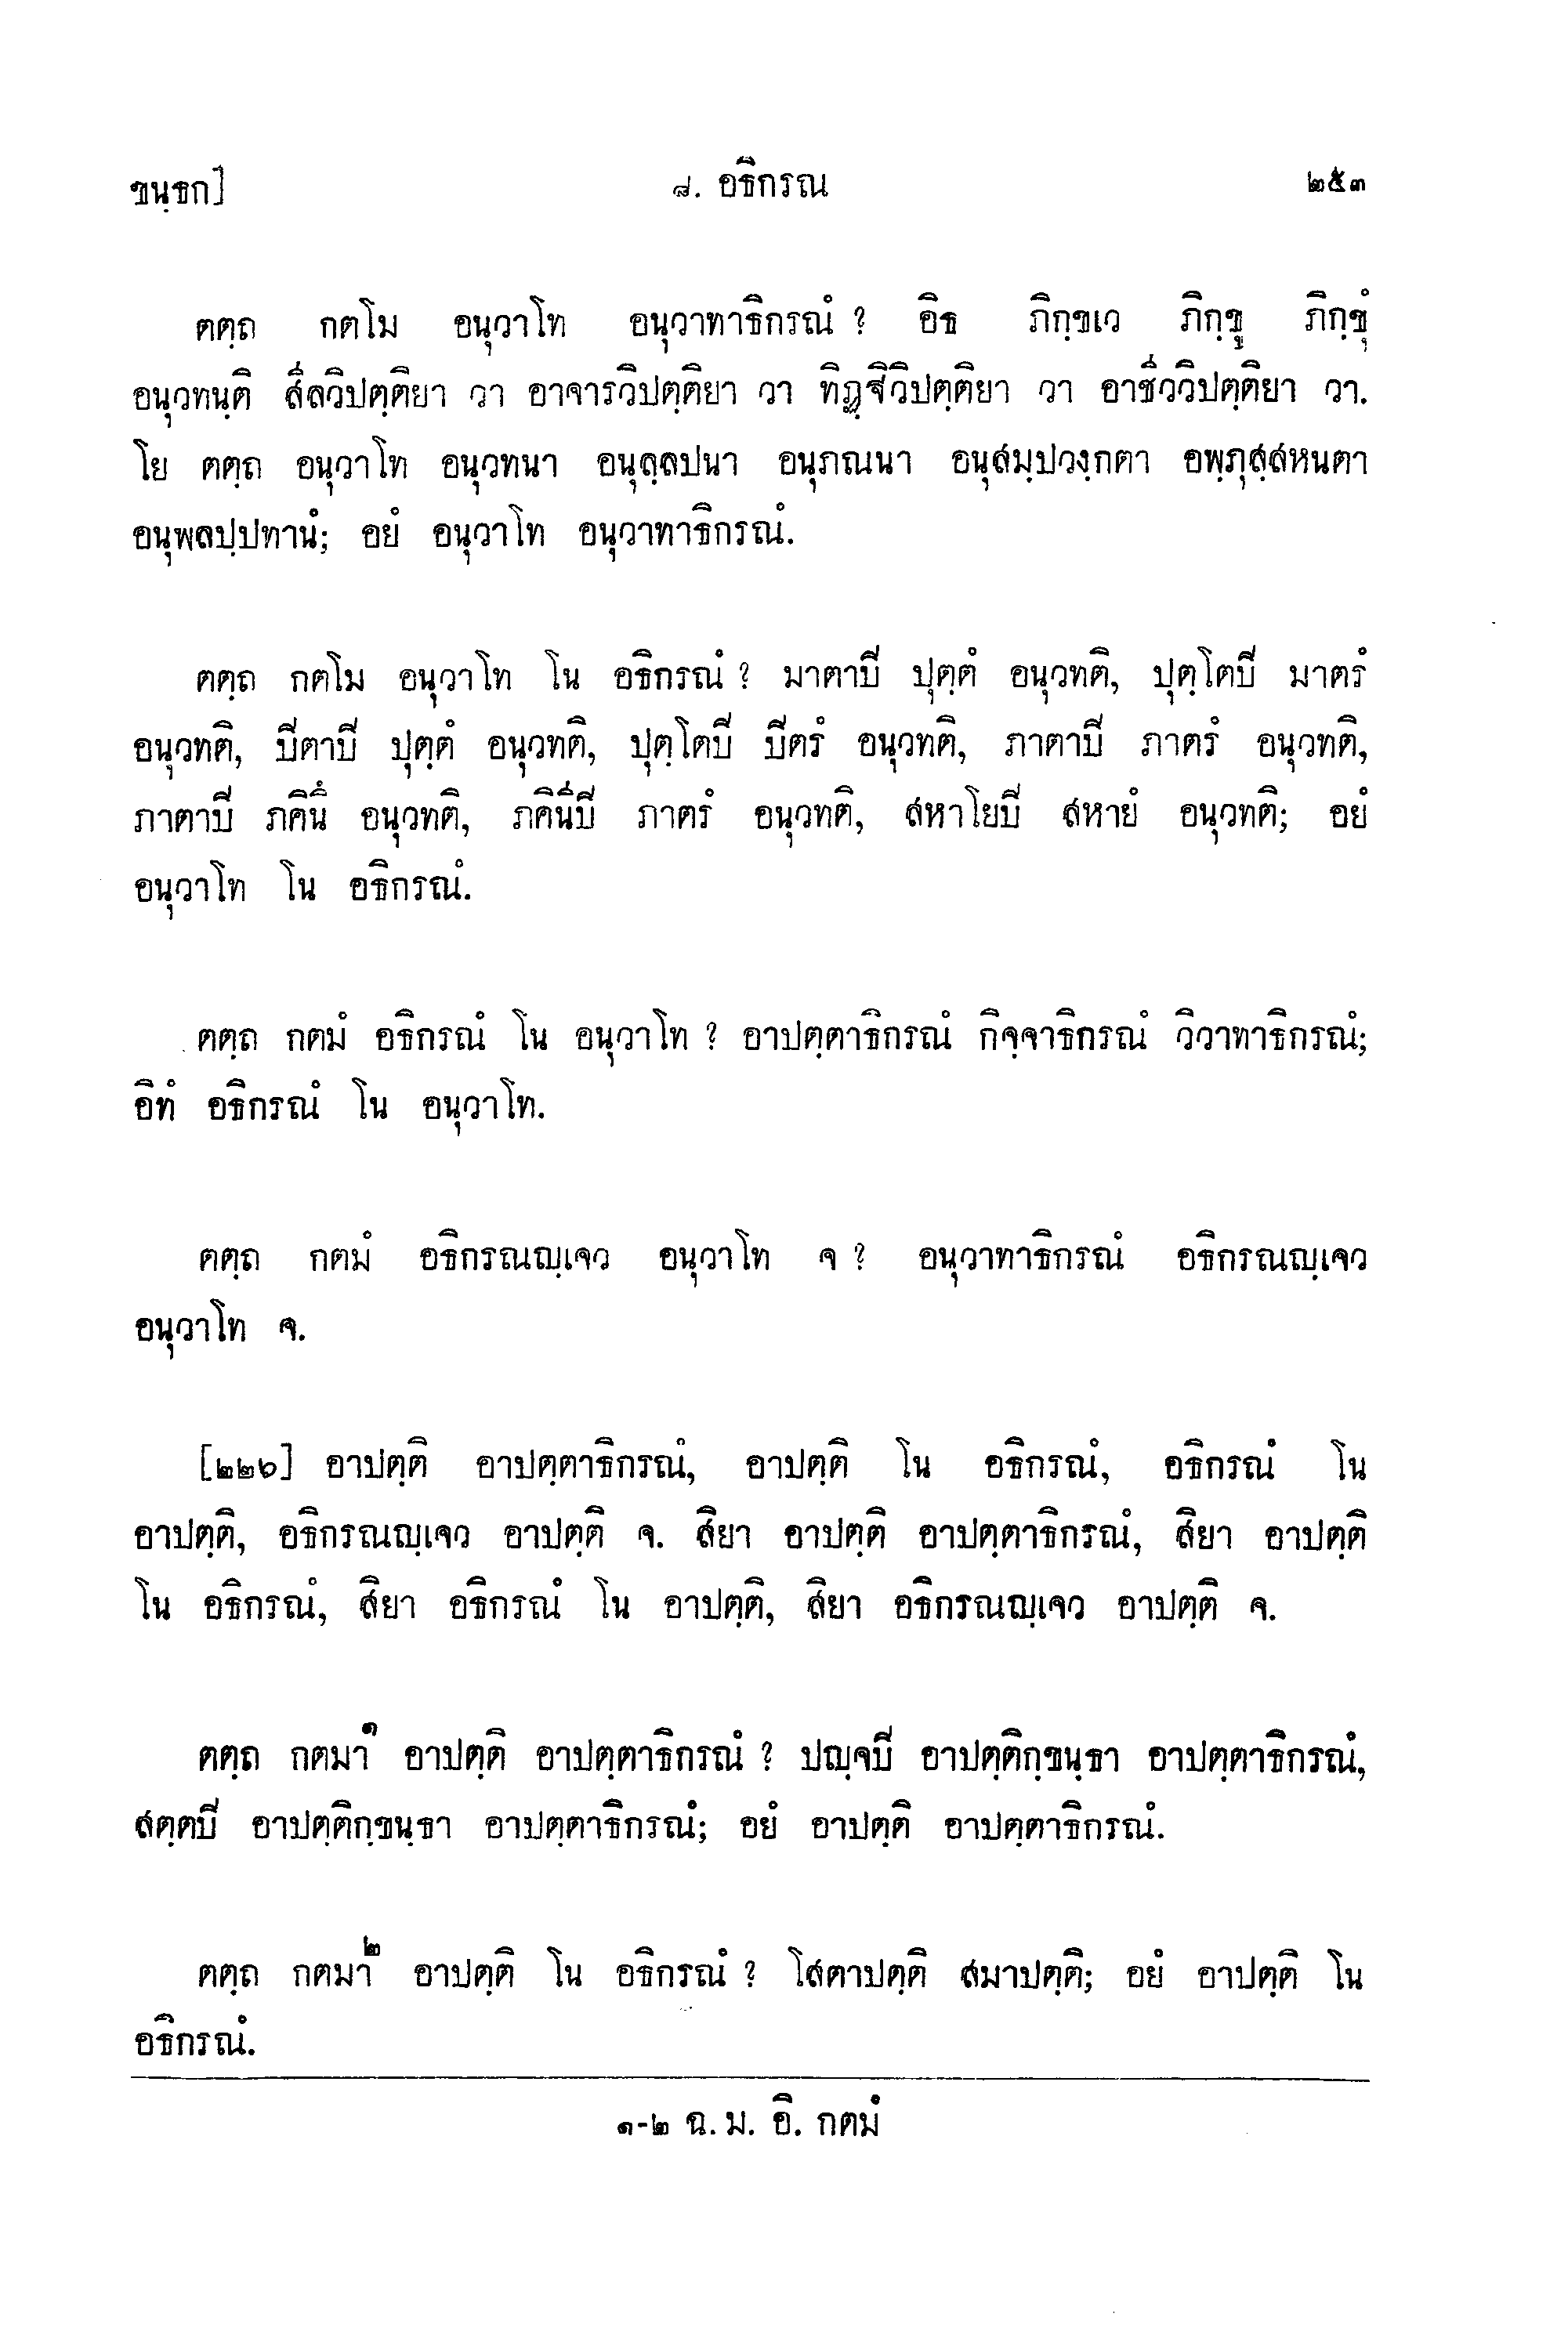 ขนฺธก]	๘. อธิกรณ	๒๕๓
ตตฺถ กตโม อนุวาโท อนุวาทาธิกรณํ ? อิธ ภิกฺขเว ภิกฺขู ภิกฺขุํ
อนุวทนฺติ สีลวิปตฺติยา วา อาจารวิปตฺติยา วา ทิฏฺฐิวิปตฺติยา วา อาชีววิปตฺติยา วา.
โย ตตฺถ อนุวาโท อนุวทนา อนุลฺลปนา อนุภณนา อนุสมฺปวงฺกตา อพฺภุสฺสหนตา
อนุพลปฺปทานํ; อยํ อนุวาโท อนุวาทาธิกรณํ.
ตตฺถ กตโม อนุวาโท โน อธิกรณํ ? มาตาปิ ปุตฺตํ อนุวทติ, ปุตฺโตปิ มาตรํ
อนุวทติ, ปิตาปิ ปุตฺตํ อนุวทติ, ปุตฺโตปิ ปิตรํ อนุวทติ, ภาตาปิ ภาตรํ อนุวทติ,
ภาตาปิ ภคินึ อนุวทติ, ภคินีปิ ภาตรํ อนุวทติ, สหาโยปิ สหายํ อนุวทติ; อยํ
อนุวาโท โน อธิกรณํ.
ตตฺถ กตมํ อธิกรณํ โน อนุวาโท ? อาปตฺตาธิกรณํ กิจฺจาธิกรณํ วิวาทาธิกรณํ;
อิทํ อธิกรณํ โน อนุวาโท.
ตตฺถ กตมํ อธิกรณญฺเจว อนุวาโท จ ? อนุวาทาธิกรณํ อธิกรณญฺเจว
อนุวาโท จ.
[๒๒๖] อาปตฺติ อาปตฺตาธิกรณํ, อาปตฺติ โน อธิกรณํ, อธิกรณํ โน
อาปตฺติ, อธิกรณญฺเจว อาปตฺติ จ. สิยา อาปตฺติ อาปตฺตาธิกรณํ, สิยา อาปตฺติ
โน อธิกรณํ, สิยา อธิกรณํ โน อาปตฺติ, สิยา อธิกรณญฺเจว อาปตฺติ จ.
ตตฺถ กตมา๑ อาปตฺติ อาปตฺตาธิกรณํ ? ปญฺจปิ อาปตฺติกฺขนฺธา อาปตฺตาธิกรณํ,
สตฺตปิ อาปตฺติกฺขนฺธา อาปตฺตาธิกรณํ; อยํ อาปตฺติ อาปตฺตาธิกรณํ.
ตตฺถ กตมา๒ อาปตฺติ โน อธิกรณํ ? โสตาปตฺติ สมาปตฺติ; อยํ อาปตฺติ โน
อธิกรณํ.
๑-๒ ฉ. ม. อิ. กตมํ